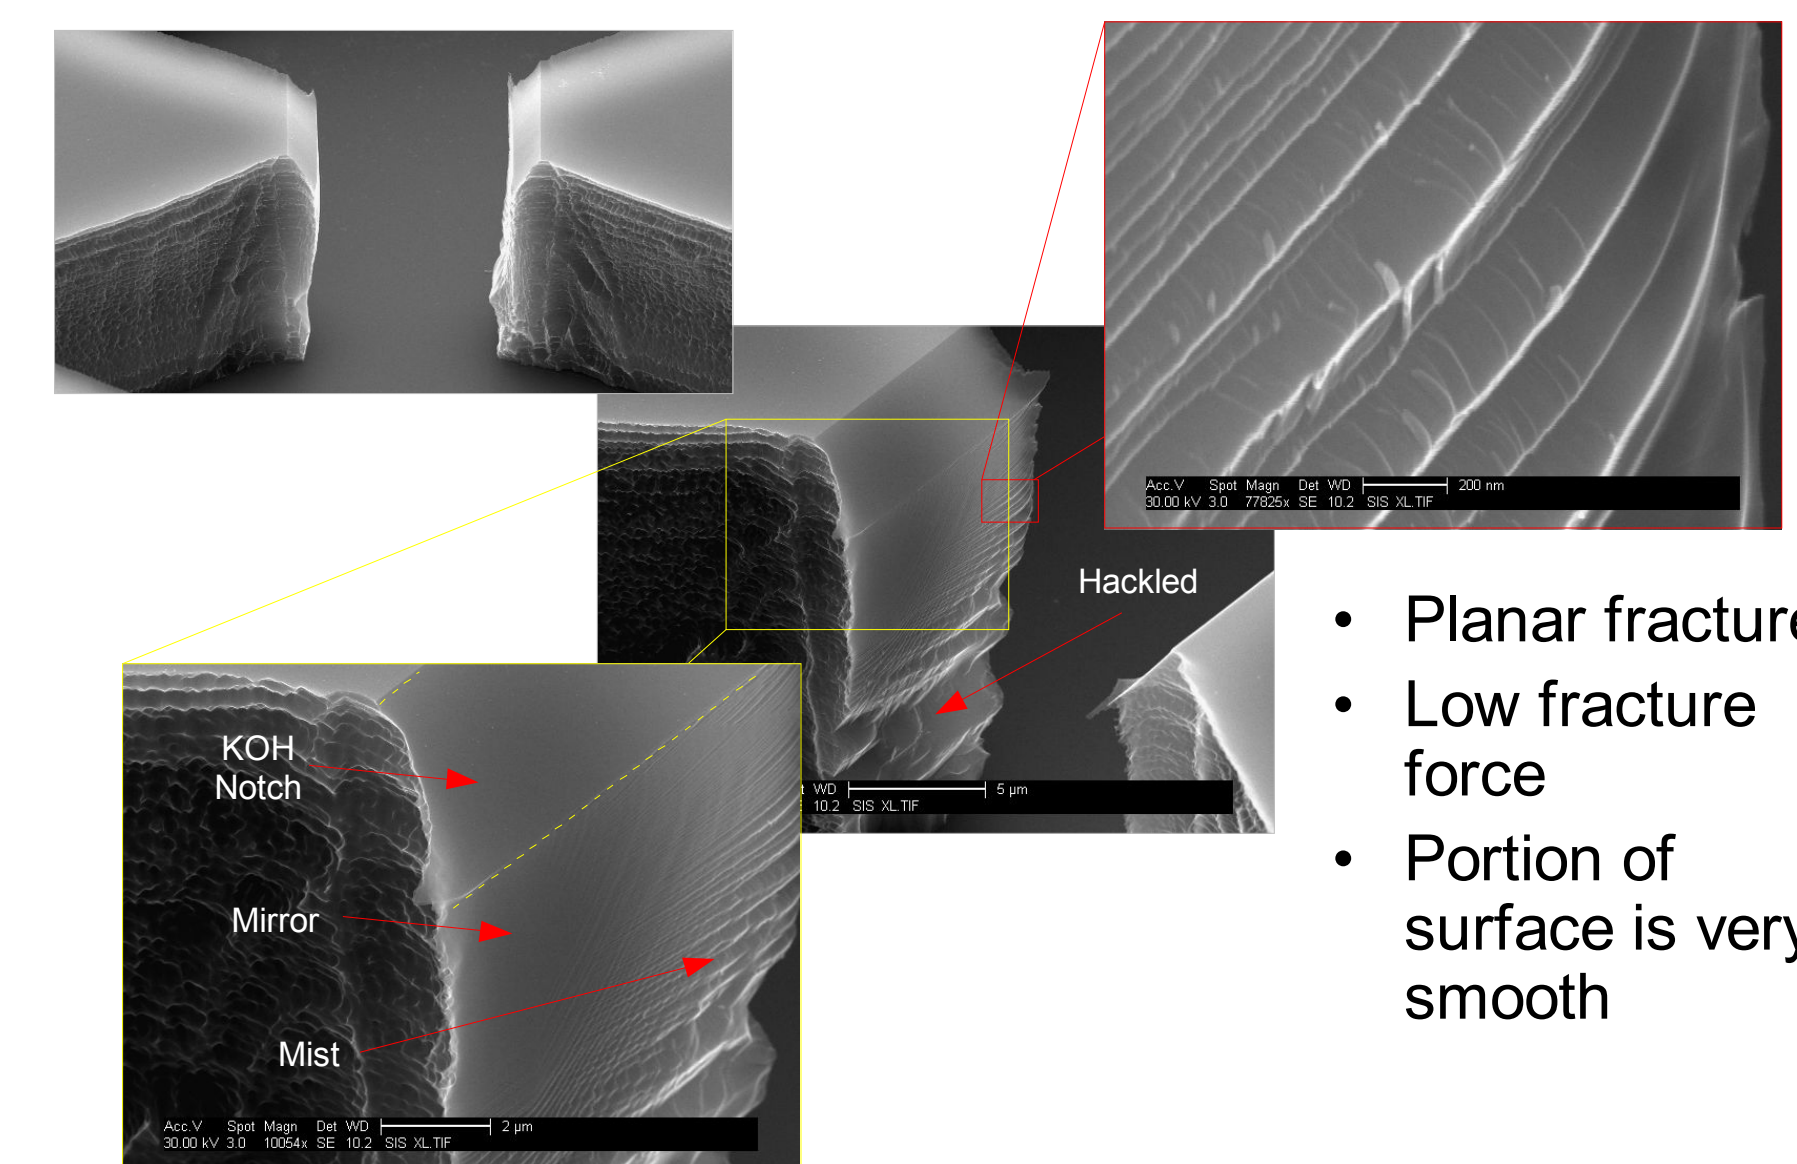 Acc.V Spot Magn Det WD 200 nm
30.00 kV 3.0 77825x SE 10.2 SIS XL.TIF
Hackled
WD 5 µm
10.2 SIS XL.TIF
KOH
Notch
Mirror
Mist
Acc.V Spot Magn Det WD 2 µm
30.00 kV 3.0 10054x SE 10.2 SIS XL.TIF
• Planar fracture
• Low fracture
force
• Portion of
surface is very
smooth